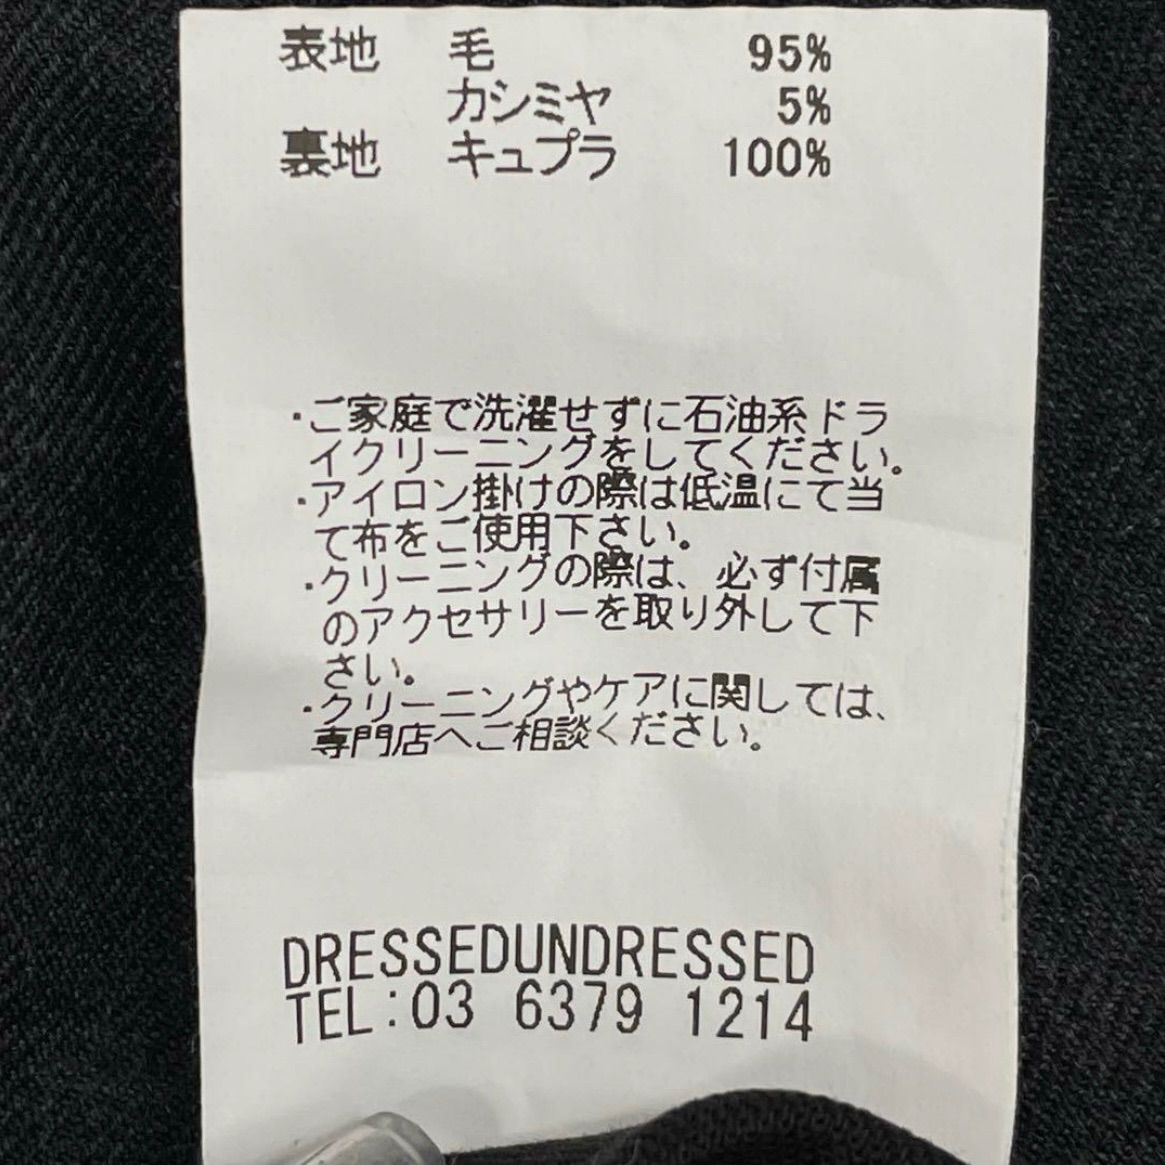 表地 毛 95%
カシミヤ 5%
裏地 キュプラ 100%
・ご家庭で洗濯せずに石油系ドラ
イクリーニングをしてください。
・アイロン掛けの際は低温にて当
て布をご使用下さい。
・クリーニングの際は、必ず付属
のアクセサリーを取り外して下
さい。
・クリーニングやケアに関しては、
専門店へご相談ください。
DRESSEDUNDRESSED
TEL:03 6379 1214